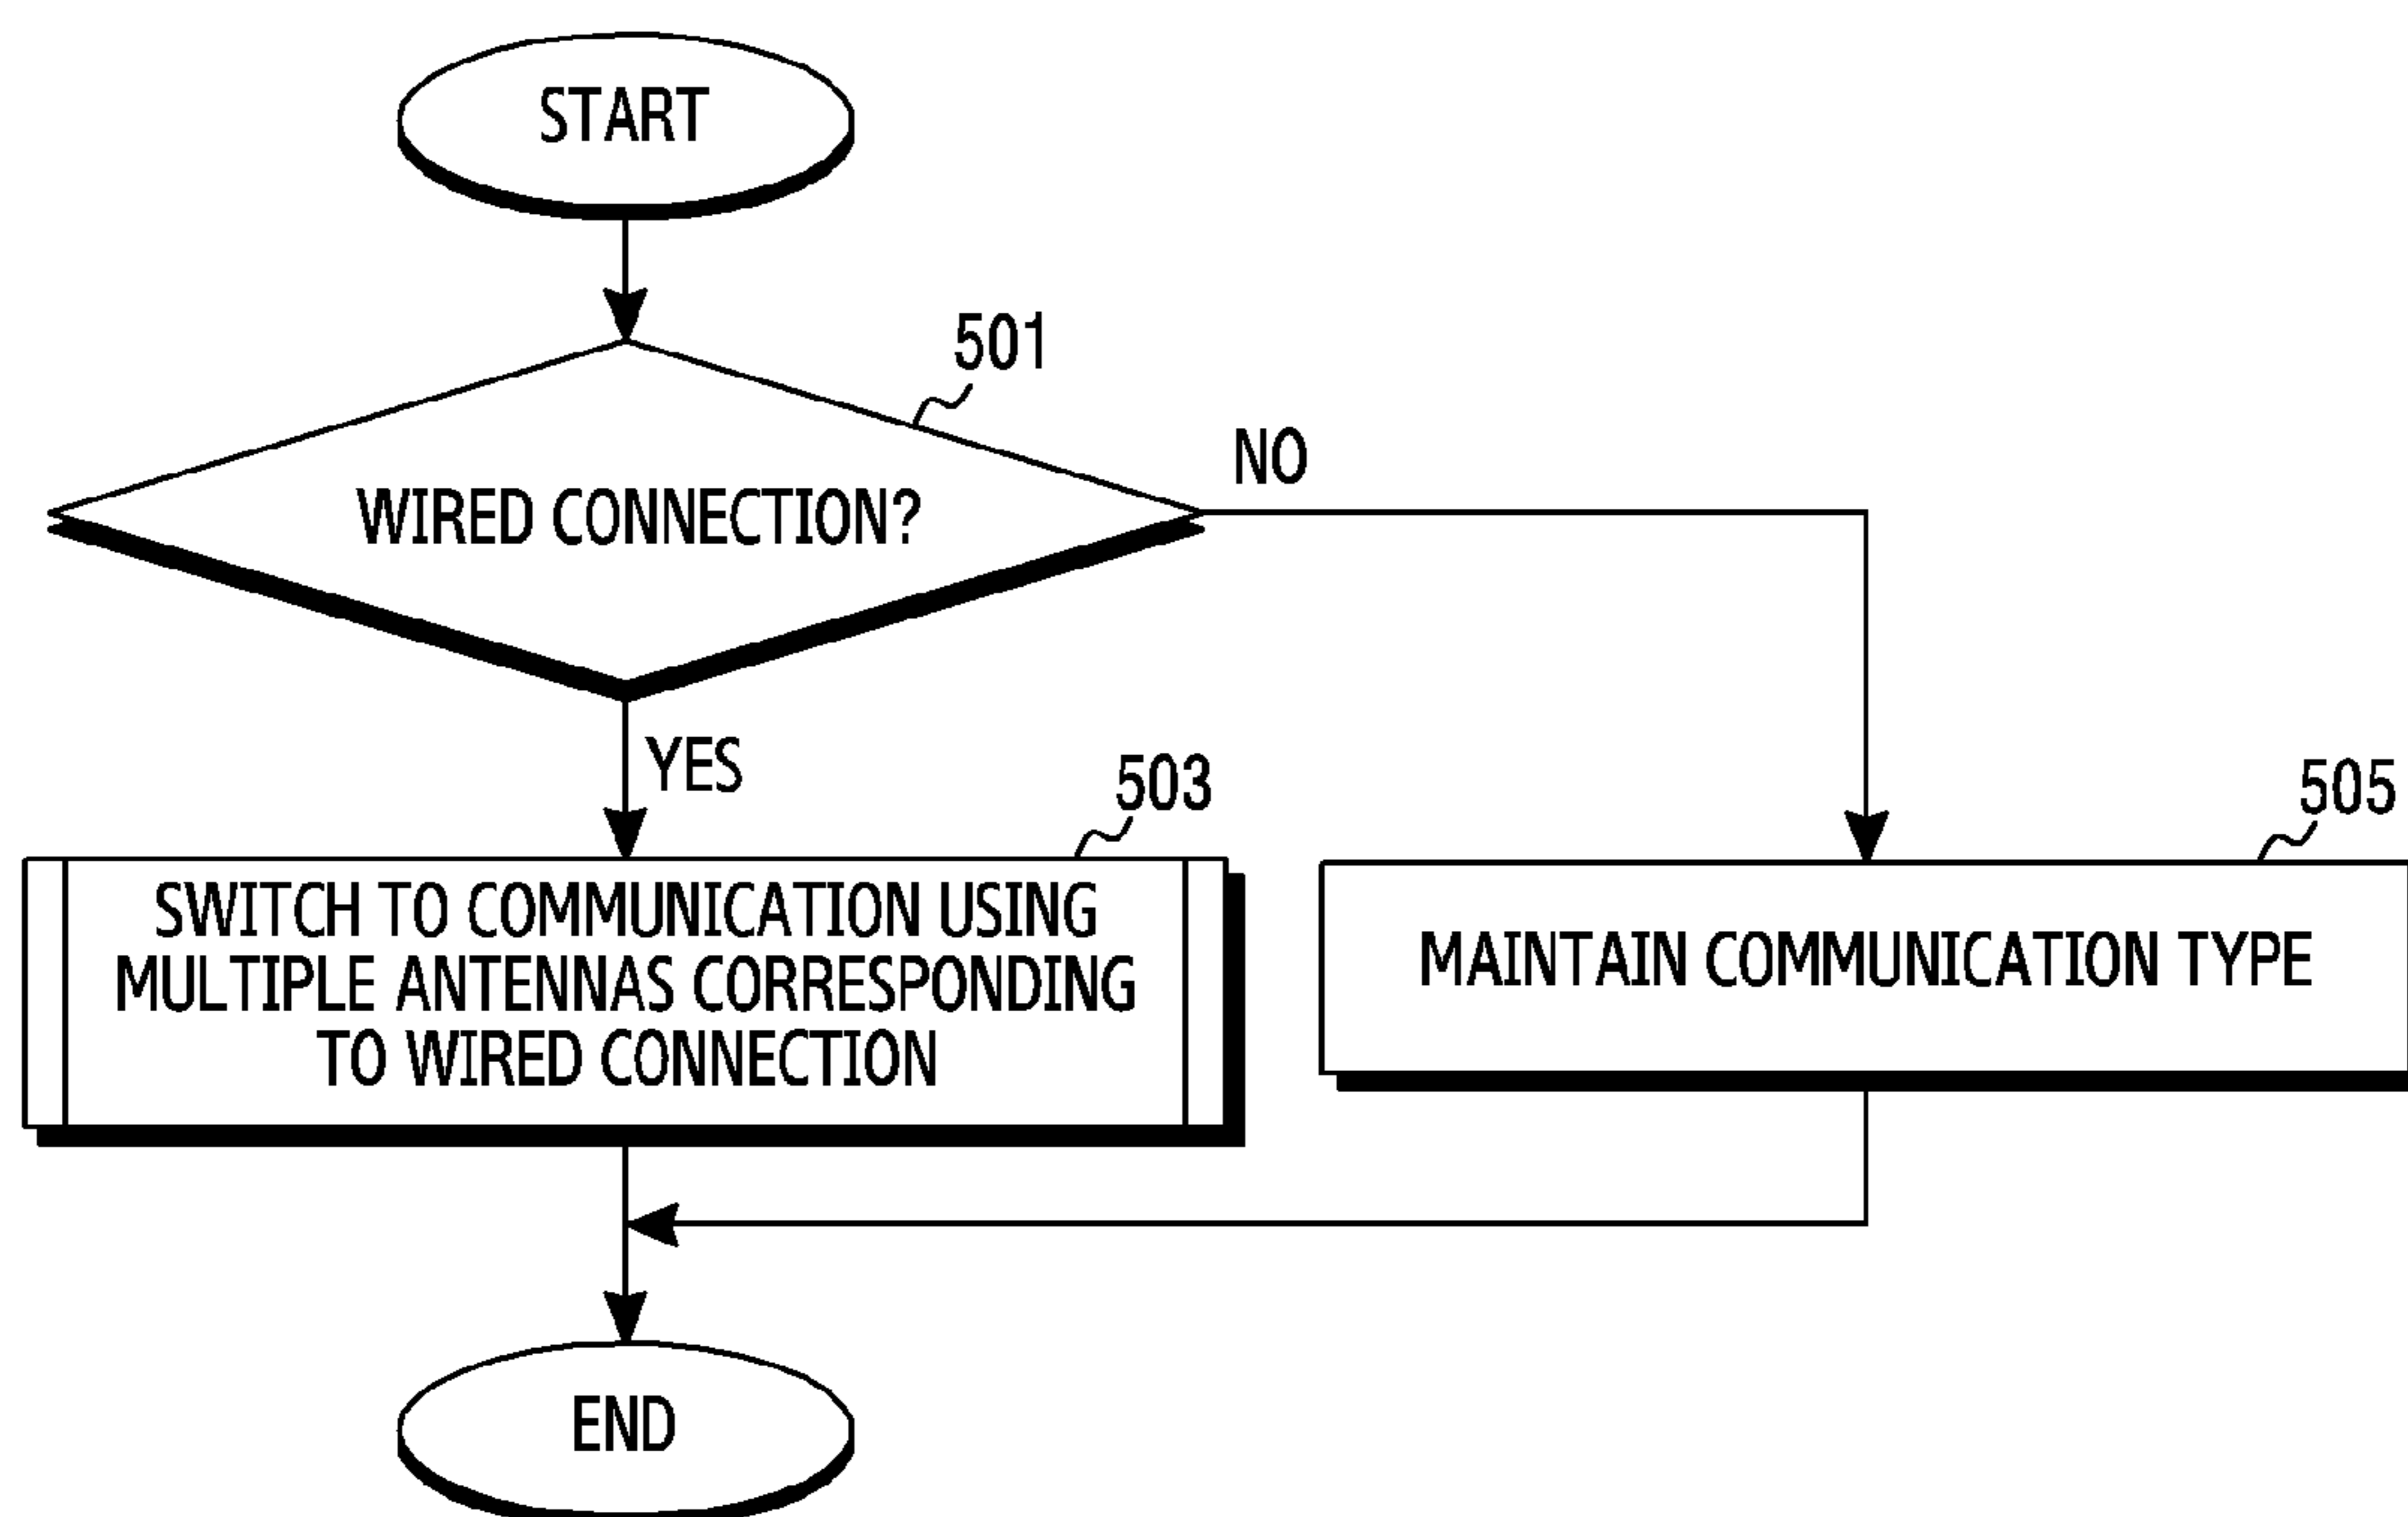 START
501
WIRED CONNECTION?
NO
YES
503
SWITCH TO COMMUNICATION USING
MULTIPLE ANTENNAS CORRESPONDING
TO WIRED CONNECTION
505
MAINTAIN COMMUNICATION TYPE
END